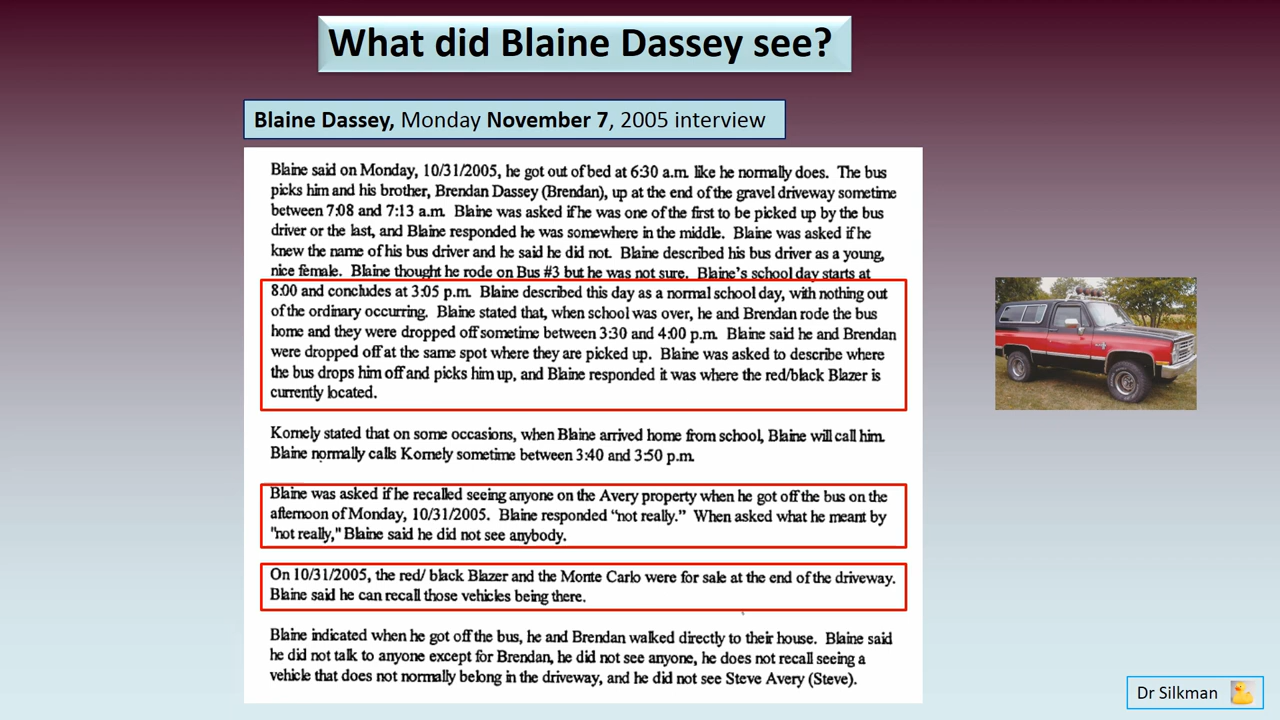 What did Blaine Dassey see?
Blaine Dassey, Monday November 7, 2005 interview
Blaine said on Monday, 10/31/2005, he got out of bed at 6:30 a.m. like he normally does. The bus
picks him and his brother, Brendan Dassey (Brendan), up at the end of the gravel driveway sometime
between 7:08 and 7:13 a.m. Blaine was asked if he was one of the first to be picked up by the bus
driver or the last, and Blaine responded he was somewhere in the middle. Blaine was asked if he
knew the name of his bus driver and he said he did not. Blaine described his bus driver as a young,
nice female. Blaine thought he rode on Bus #3 but he was not sure. Blaine's school day starts at
8:00 and concludes at 3:05 p.m. Blaine described this day as a normal school day, with nothing out
of the ordinary occurring. Blaine stated that, when school was over, he and Brendan rode the bus
home and they were dropped off sometime between 3:30 and 4:00 p.m. Blaine said he and Brendan
were dropped off at the same spot where they are picked up. Blaine was asked to describe where
the bus drops him off and picks him up, and Blaine responded it was where the red/black Blazer is
currently located.
Kornely stated that on some occasions, when Blaine arrived home from school, Blaine will call him.
Blaine normally calls Kornely sometime between 3:40 and 3:50 p.m.
Blaine was asked if he recalled seeing anyone on the Avery property when he got off the bus on the
afternoon of Monday, 10/31/2005. Blaine responded "not really." When asked what he meant by
"not really," Blaine said he did not see anybody.
On 10/31/2005, the red/ black Blazer and the Monte Carlo were for sale at the end of the driveway.
Blaine said he can recall those vehicles being there.
Blaine indicated when he got off the bus, he and Brendan walked directly to their house. Blaine said
he did not talk to anyone except for Brendan, he did not see anyone, he does not recall seeing a
vehicle that does not normally belong in the driveway, and he did not see Steve Avery (Steve).
Dr Silkman